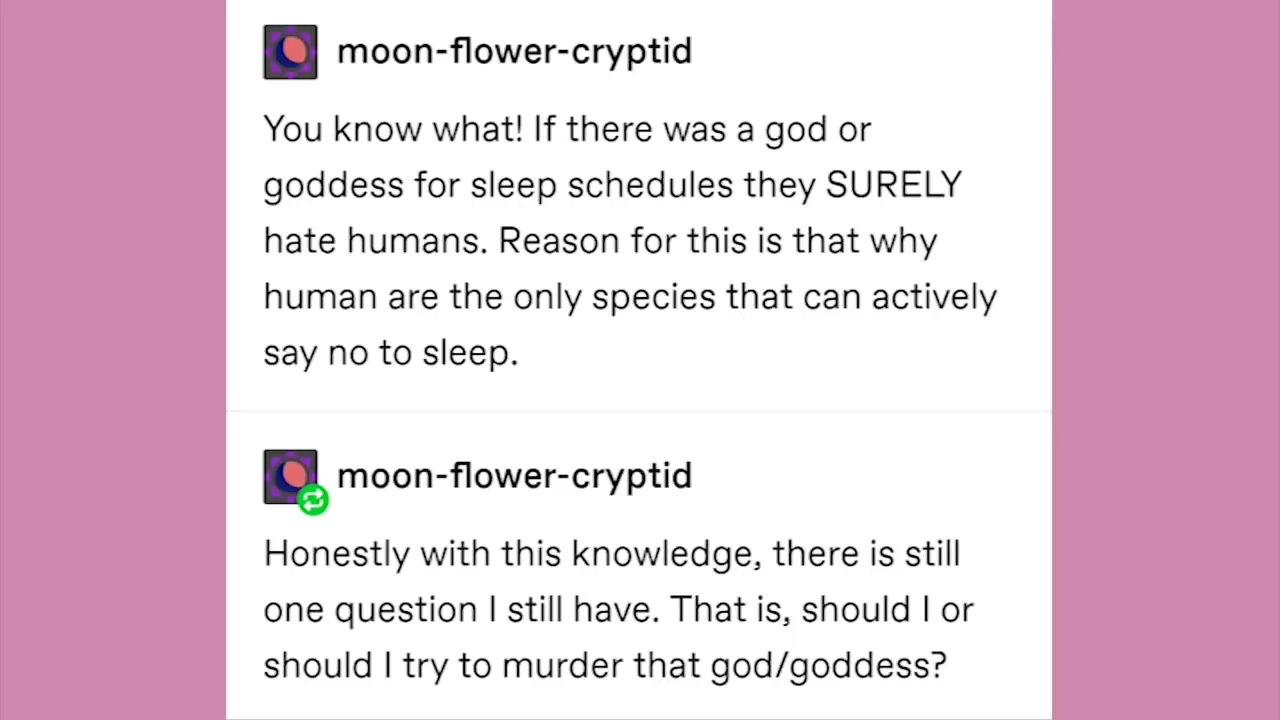 moon-flower-cryptid
You know what! If there was a god or
goddess for sleep schedules they SURELY
hate humans. Reason for this is that why
human are the only species that can actively
say no to sleep.
moon-flower-cryptid
Honestly with this knowledge, there is still
one question I still have. That is, should I or
should I try to murder that god/goddess?